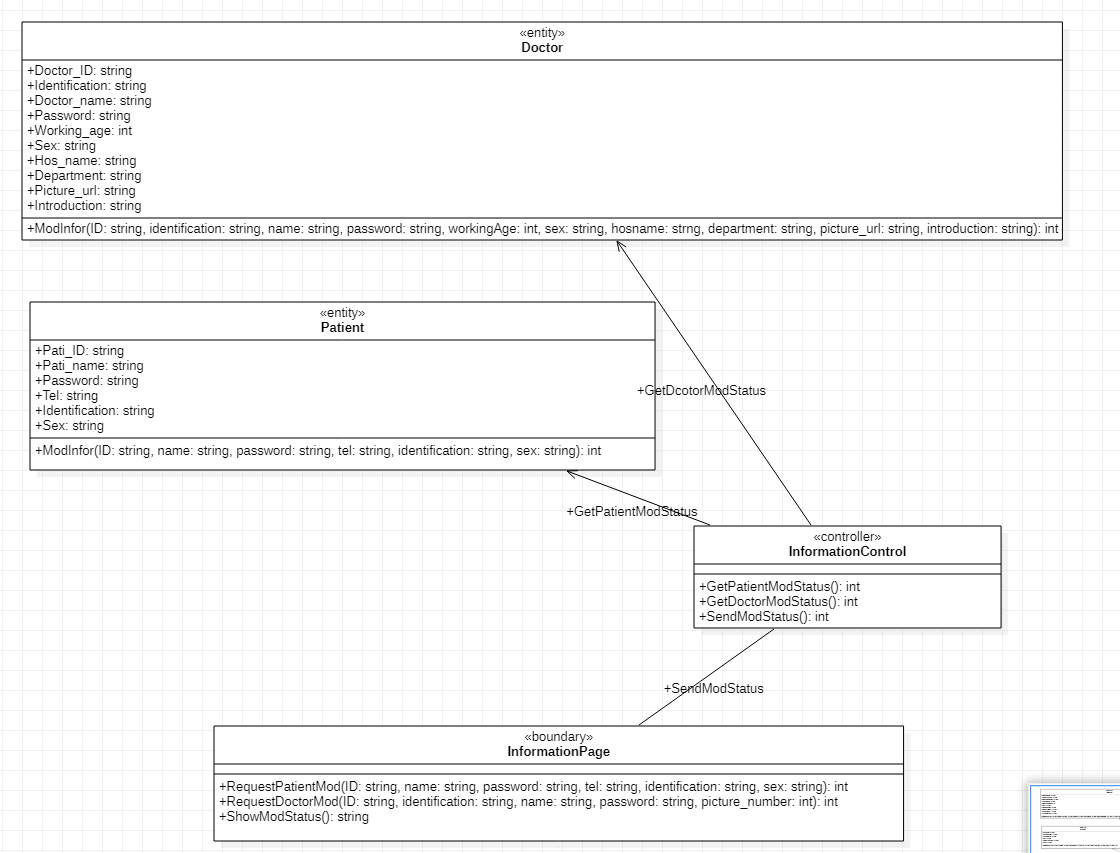 «entity»
Doctor
+Doctor_ID: string
+Identification: string
+Doctor_name: string
+Password: string
+Working_age: int
+Sex: string
+Hos_name: string
+Department: string
+Picture_url: string
+Introduction: string
+ModInfor(ID: string, identification: string, name: string, password: string, workingAge: int, sex: string, hosname: strng, department: string, picture_url: string, introduction: string): int
«entity»
Patient
+Pati_ID: string
+Pati_name: string
+Password: string
+Tel: string
+Identification: string
+Sex: string
+ModInfor(ID: string, name: string, password: string, tel: string, identification: string, sex: string): int
+GetDcotorModStatus
+GetPatientModStatus
«controller»
InformationControl
+GetPatientModStatus(): int
+GetDoctorModStatus(): int
+SendModStatus(): int
+SendModStatus
«boundary»
InformationPage
+RequestPatientMod(ID: string, name: string, password: string, tel: string, identification: string, sex: string): int
+RequestDoctorMod(ID: string, identification: string, name: string, password: string, picture_number: int): int
+ShowModStatus(): string